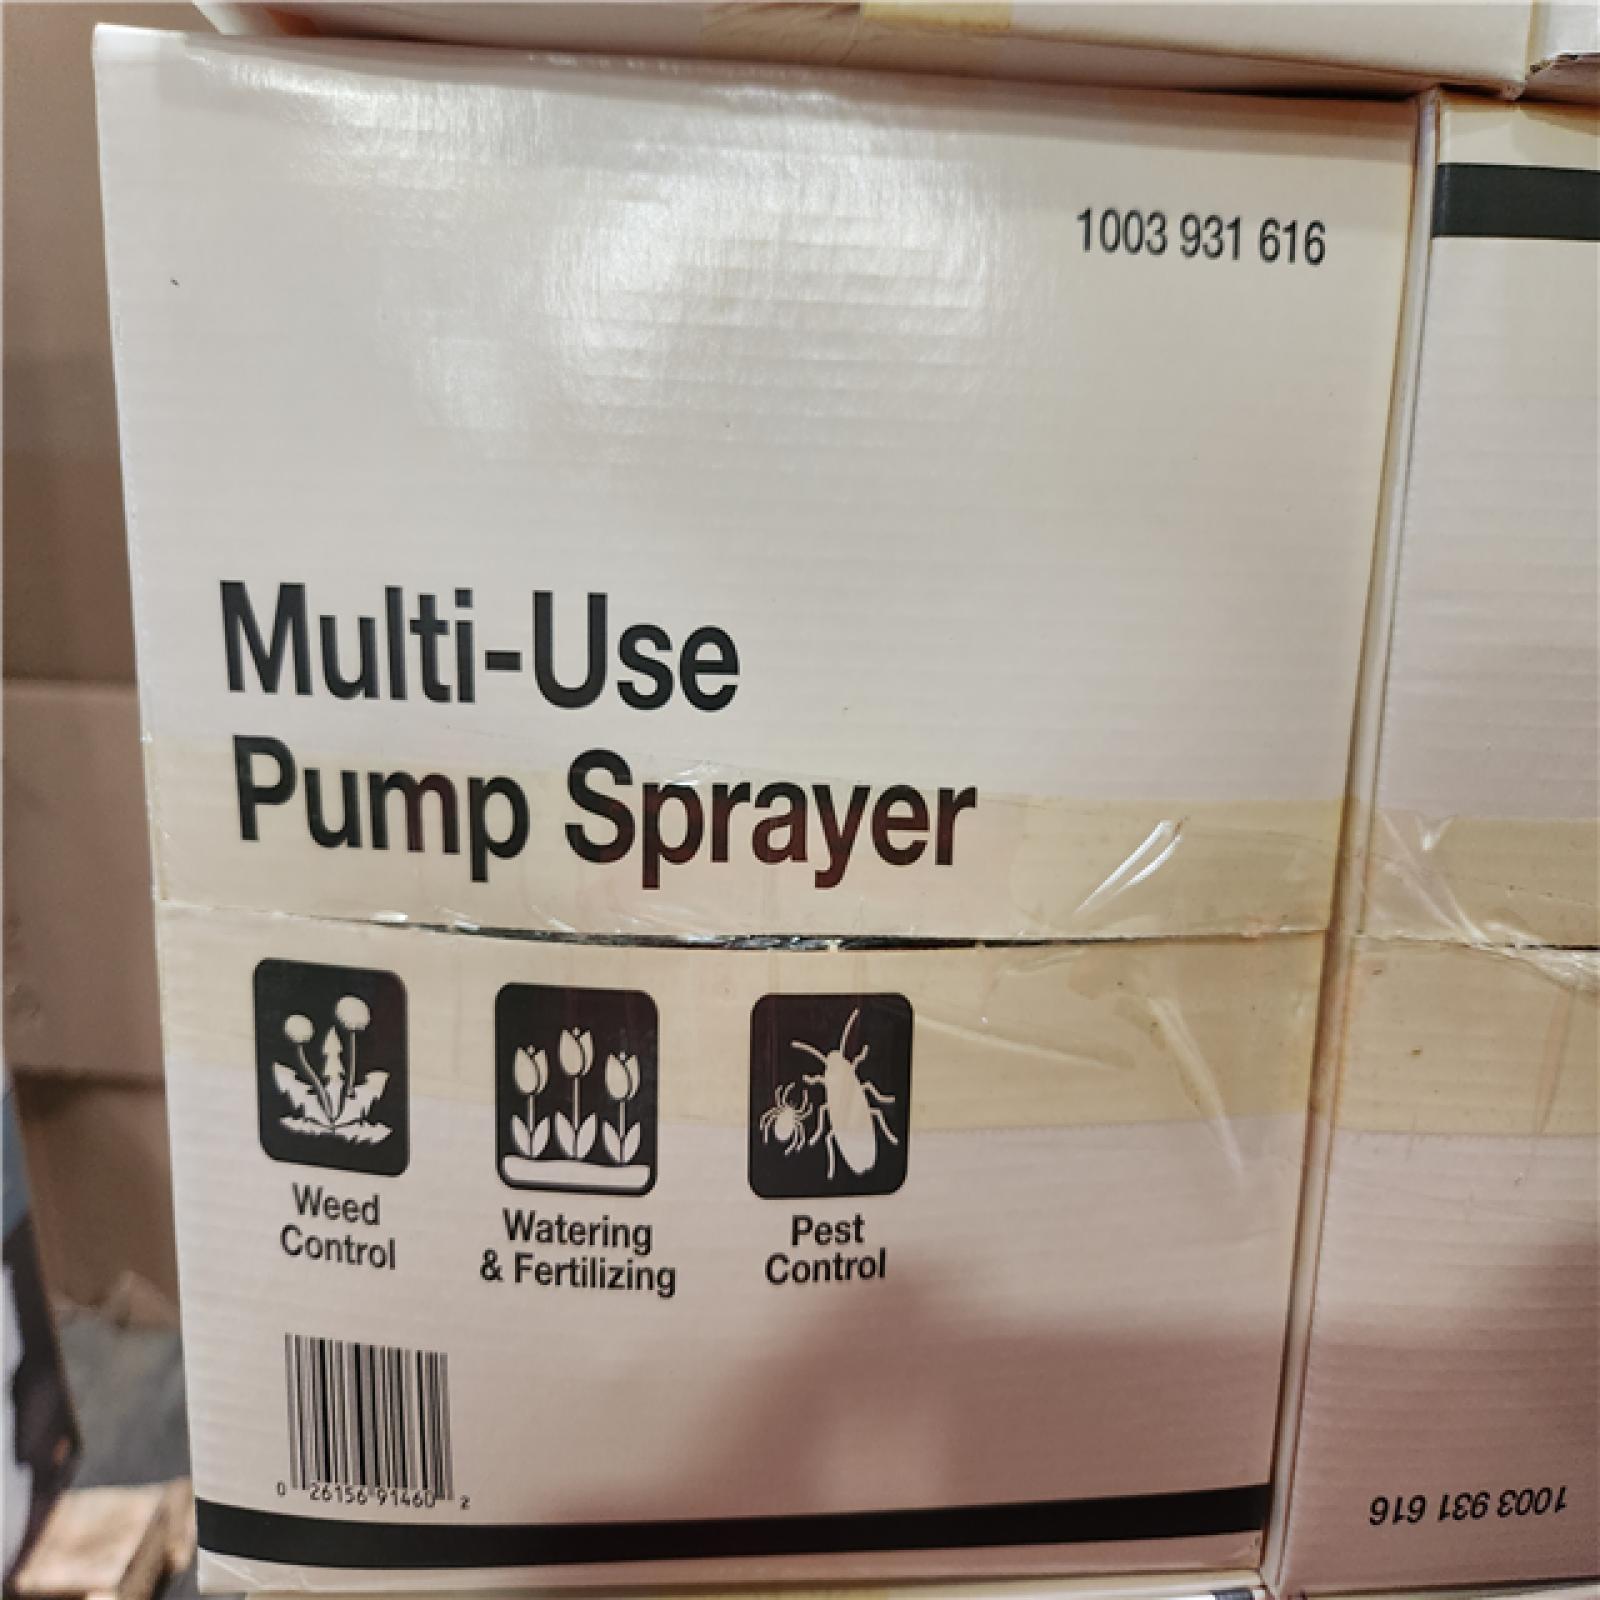 1003 931 616
Multi-Use
Pump Sprayer
Weed
Control
Watering
& Fertilizing
Pest
Control
0 26156 91460 2
1003 931 616